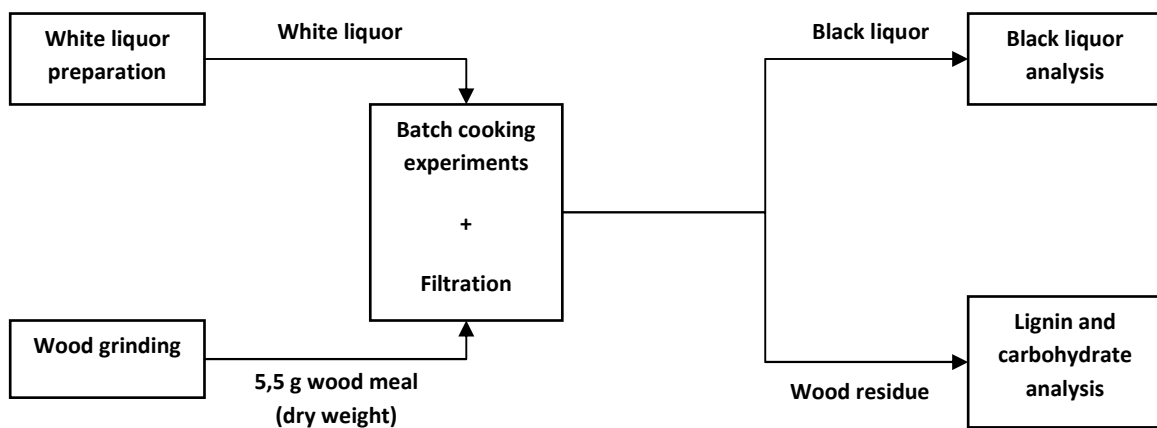 White liquor
preparation
White liquor
Batch cooking
experiments
+
Filtration
Wood grinding
5,5 g wood meal
(dry weight)
Black liquor
Black liquor
analysis
Wood residue
Lignin and
carbohydrate
analysis